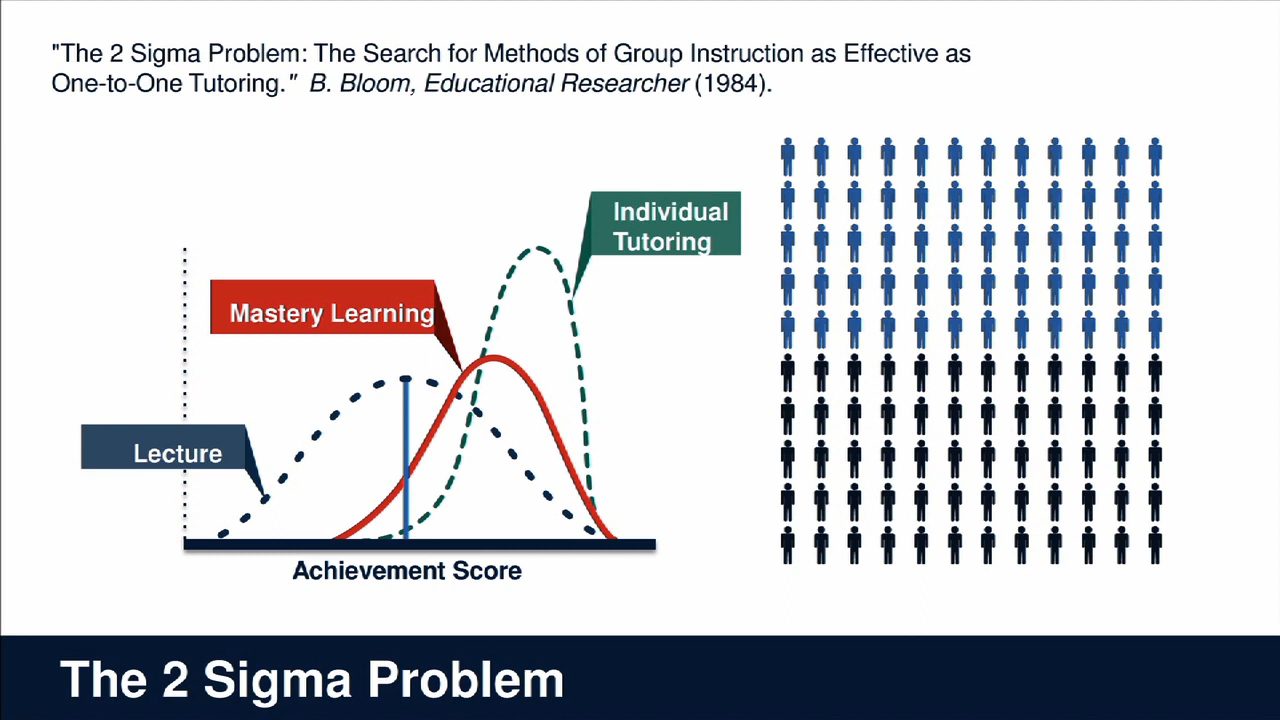 "The 2 Sigma Problem: The Search for Methods of Group Instruction as Effective as
One-to-One Tutoring." B. Bloom, Educational Researcher (1984).
Individual
Tutoring
Mastery Learning
Lecture
Achievement Score
The 2 Sigma Problem